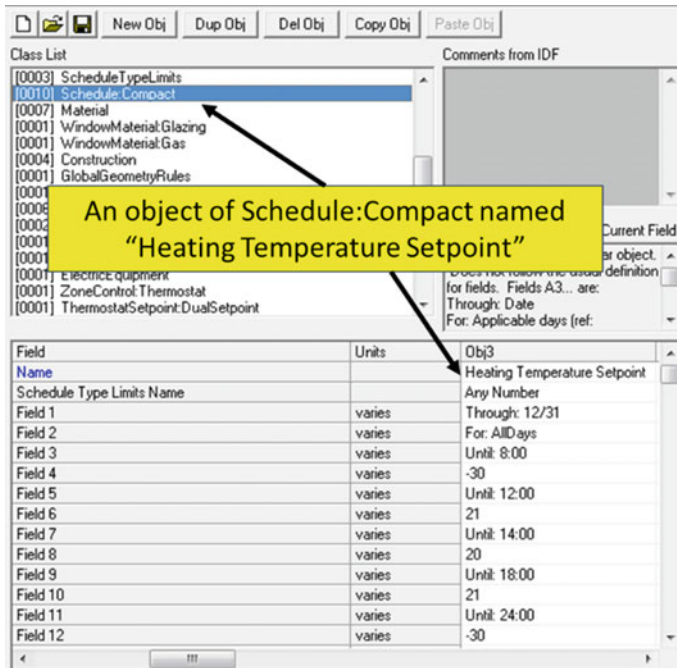 New Obj Dup Obj Del Obj Copy Obj Paste Obj
Class List
Comments from IDF
[0003] ScheduleTypeLimits
[0010] Schedule:Compact
[0007] Material
[0001] WindowMaterial:Glazing
[0001] WindowMaterial:Gas
[0004] Construction
[0001] GlobalGeometryRules
An object of Schedule:Compact named
“Heating Temperature Setpoint”
[0001] ElectricEquipment
[0001] ZoneControl:Thermostat
[0001] ThermostatSetpoint:DualSetpoint
Current Field
ar object.
Does not follow the usual definition
for fields. Fields A3... are:
Through: Date
For: Applicable days (ref:
Field Units Obj3
Name Heating Temperature Setpoint
Schedule Type Limits Name Any Number
Field 1 varies Through: 12/31
Field 2 varies For: AllDays
Field 3 varies Until: 8:00
Field 4 varies -30
Field 5 varies Until: 12:00
Field 6 varies 21
Field 7 varies Until: 14:00
Field 8 varies 20
Field 9 varies Until: 18:00
Field 10 varies 21
Field 11 varies Until: 24:00
Field 12 varies -30